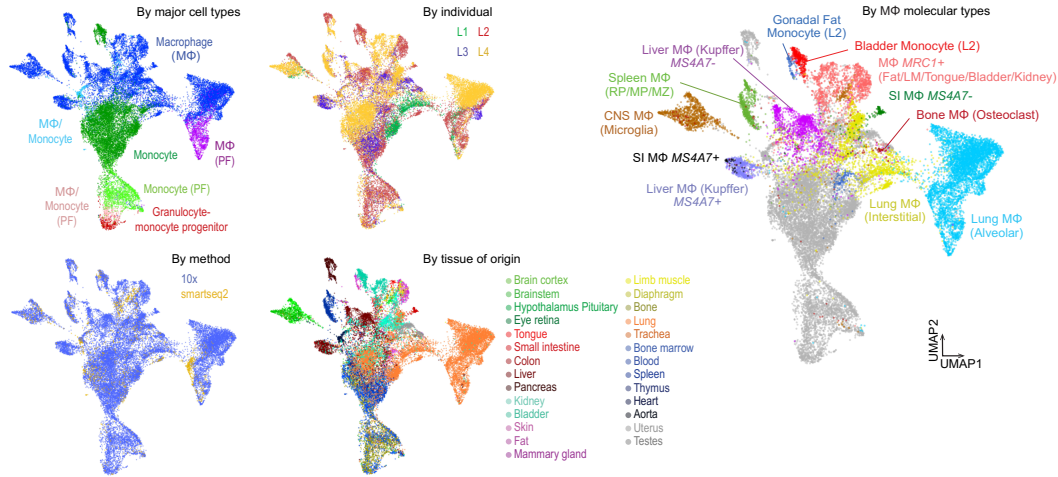 By major cell types
Macrophage
(MΦ)
MΦ/
Monocyte
Monocyte
MΦ
(PF)
Monocyte (PF)
MΦ/
Monocyte
(PF)
Granulocyte-
monocyte progenitor
By individual
L1 L2
L3 L4
By method
10x
smartseq2
By tissue of origin
Brain cortex
Brainstem
Hypothalamus Pituitary
Eye retina
Tongue
Small intestine
Colon
Liver
Pancreas
Kidney
Bladder
Skin
Fat
Mammary gland
Limb muscle
Diaphragm
Bone
Lung
Trachea
Bone marrow
Blood
Spleen
Thymus
Heart
Aorta
Uterus
Testes
By MΦ molecular types
Gonadal Fat
Monocyte (L2)
Bladder Monocyte (L2)
Liver MΦ (Kupffer)
MS4A7-
MΦ MRC1+
(Fat/LM/Tongue/Bladder/Kidney)
Spleen MΦ
(RP/MP/MZ)
SI MΦ MS4A7-
CNS MΦ
(Microglia)
Bone MΦ (Osteoclast)
SI MΦ MS4A7+
Liver MΦ (Kupffer)
MS4A7+
Lung MΦ
(Interstitial)
Lung MΦ
(Alveolar)
UMAP2
UMAP1